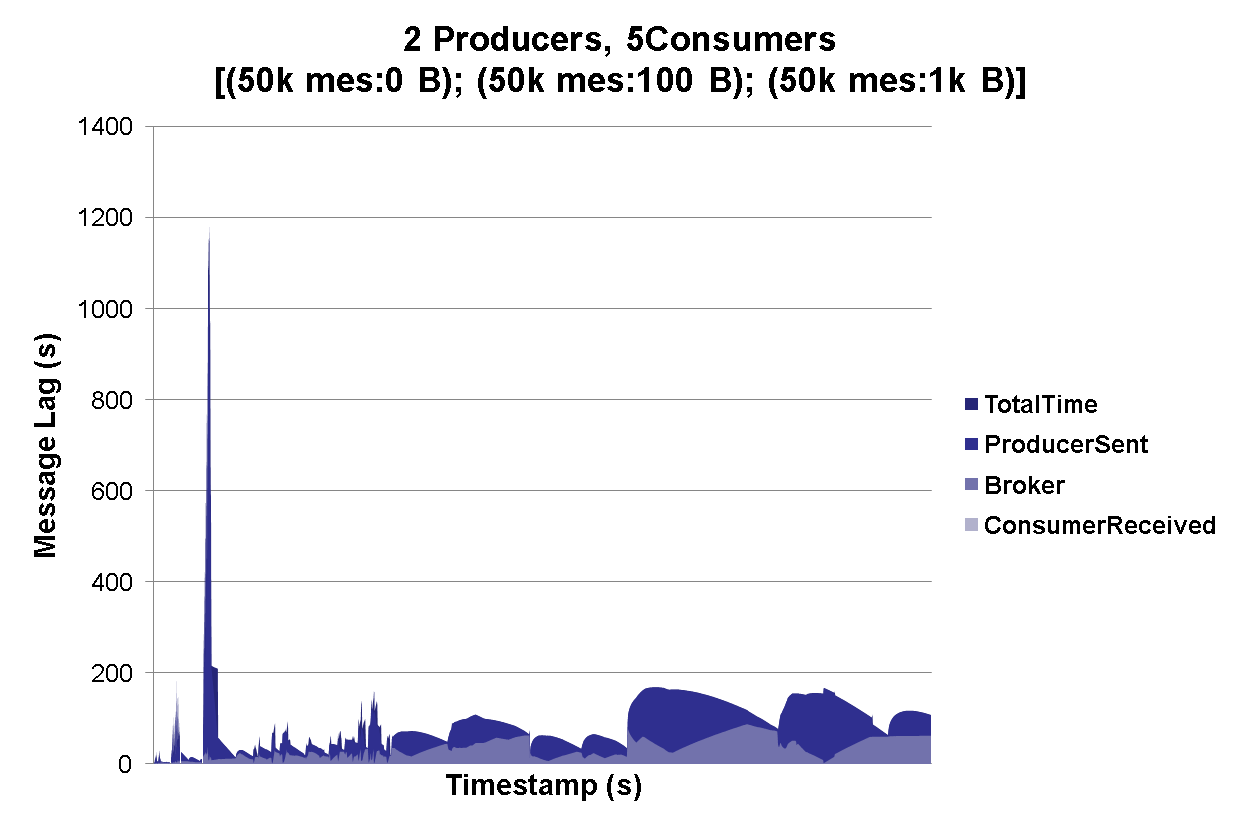 2 Producers, 5Consumers
[(50k mes:0 B); (50k mes:100 B); (50k mes:1k B)]
1400
1200
1000
800
600
400
200
0
Message Lag (s)
Timestamp (s)
TotalTime
ProducerSent
Broker
ConsumerReceived